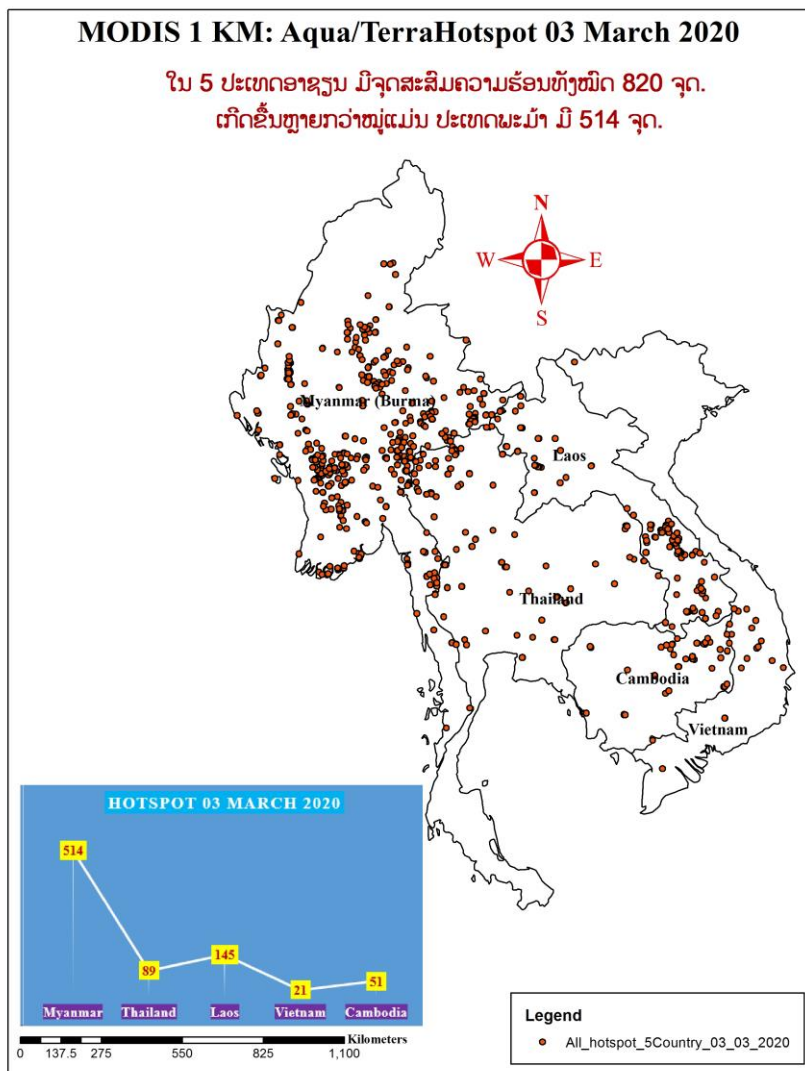 MODIS 1 KM: Aqua/TerraHotspot 03 March 2020
ໃນ 5 ປະເທດອາຊຽນ ມີຈຸດສະສົມຄວາມຮ້ອນທັງໝົດ 820 ຈຸດ.
ເກີດຂຶ້ນຫຼາຍກວ່າໝູ່ແມ່ນ ປະເທດພະມ້າ ມີ 514 ຈຸດ.
N
W E
S
Myanmar (Burma)
Laos
Thailand
Cambodia
Vietnam
HOTSPOT 03 MARCH 2020
514
89
145
21
51
Myanmar Thailand Laos Vietnam Cambodia
Kilometers
0 137.5 275 550 825 1,100
Legend
All_hotspot_5Country_03_03_2020